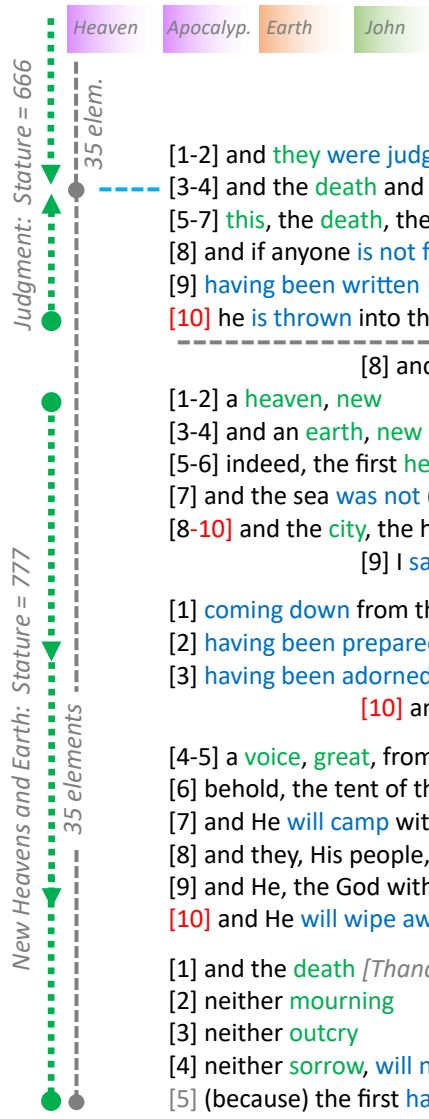 Heaven Apocalyp. Earth John
Judgment: Stature = 666
35 elem.
[1-2] and they were judg
[3-4] and the death and
[5-7] this, the death, the
[8] and if anyone is not f
[9] having been written
[10] he is thrown into th
[8] and
[1-2] a heaven, new
[3-4] and an earth, new
[5-6] indeed, the first he
[7] and the sea was not
[8-10] and the city, the h
[9] I sa
New Heavens and Earth: Stature = 777
35 elements
[1] coming down from th
[2] having been prepared
[3] having been adorned
[10] an
[4-5] a voice, great, from
[6] behold, the tent of th
[7] and He will camp wit
[8] and they, His people,
[9] and He, the God with
[10] and He will wipe aw
[1] and the death [Thana
[2] neither mourning
[3] neither outcry
[4] neither sorrow, will n
[5] (because) the first ha